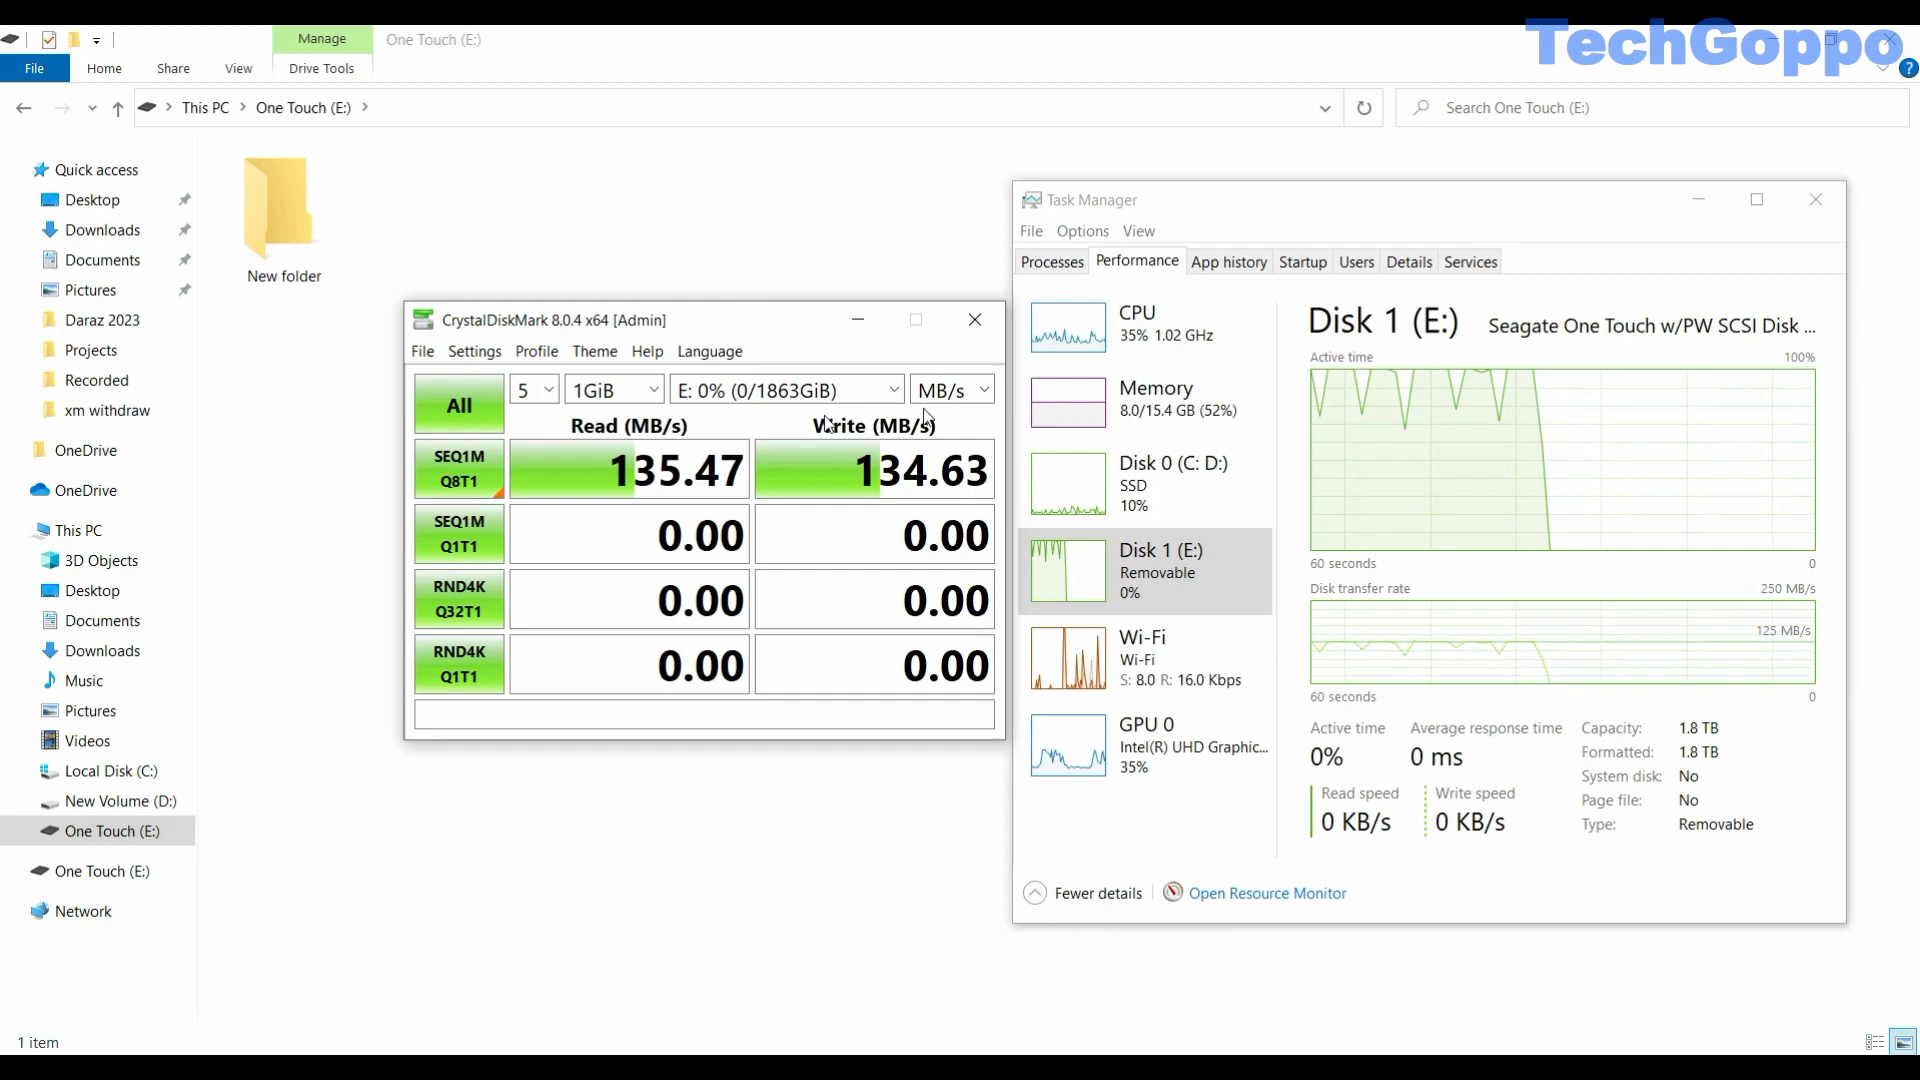 Manage
One Touch (E:)
TechGoppo
File
Home
Share
View
Drive Tools
?
This PC
One Touch (E:)
Search One Touch (E:)
Quick access
Desktop
Downloads
Documents
Pictures
Daraz 2023
Projects
Recorded
xm withdraw
OneDrive
OneDrive
This PC
3D Objects
Desktop
Documents
Downloads
Music
Pictures
Videos
Local Disk (C:)
New Volume (D:)
One Touch (E:)
One Touch (E:)
Network
1 item
New folder
CrystalDiskMark 8.0.4 x64 [Admin]
File Settings Profile Theme Help Language
All
5
1GiB
E: 0% (0/1863GiB)
MB/s
Read (MB/s)
Write (MB/s)
SEQ1M
Q8T1
135.47
134.63
SEQ1M
Q1T1
0.00
0.00
RND4K
Q32T1
0.00
0.00
RND4K
Q1T1
0.00
0.00
Task Manager
File Options View
Processes Performance App history Startup Users Details Services
CPU
35% 1.02 GHz
Memory
8.0/15.4 GB (52%)
Disk 0 (C: D:)
SSD
10%
Disk 1 (E:)
Removable
0%
Wi-Fi
Wi-Fi
S: 8.0 R: 16.0 Kbps
GPU 0
Intel(R) UHD Graphic...
35%
Disk 1 (E:)
Seagate One Touch w/PW SCSI Disk ...
Active time
100%
60 seconds
0
Disk transfer rate
250 MB/s
125 MB/s
60 seconds
0
Active time
0%
Average response time
0 ms
Read speed
0 KB/s
Write speed
0 KB/s
Capacity: 1.8 TB
Formatted: 1.8 TB
System disk: No
Page file: No
Type: Removable
Fewer details
Open Resource Monitor